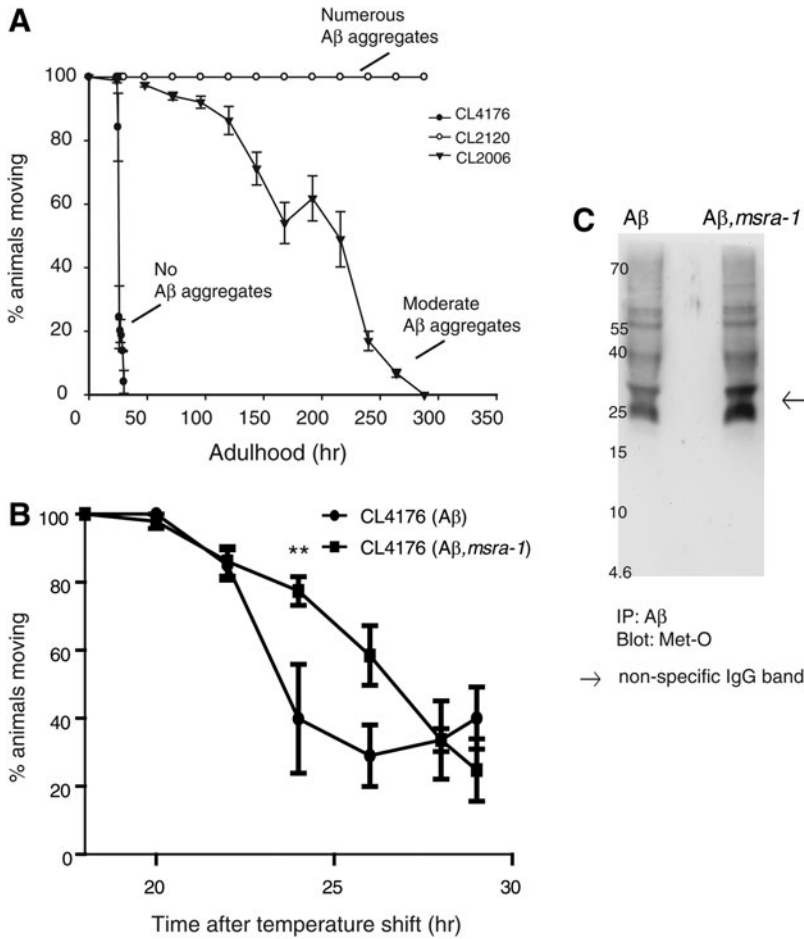 A
Numerous
Aβ aggregates
100
80
60
40
20
0
% animals moving
CL4176
CL2120
CL2006
No
Aβ aggregates
Moderate
Aβ aggregates
0 50 100 150 200 250 300 350
Adulhood (hr)
B
100
80
60
40
20
0
% animals moving
CL4176 (Aβ)
CL4176 (Aβ,msra-1)
**
20 25 30
Time after temperature shift (hr)
C
Aβ Aβ,msra-1
70
55
40
25
15
10
4.6
IP: Aβ
Blot: Met-O
→ non-specific IgG band